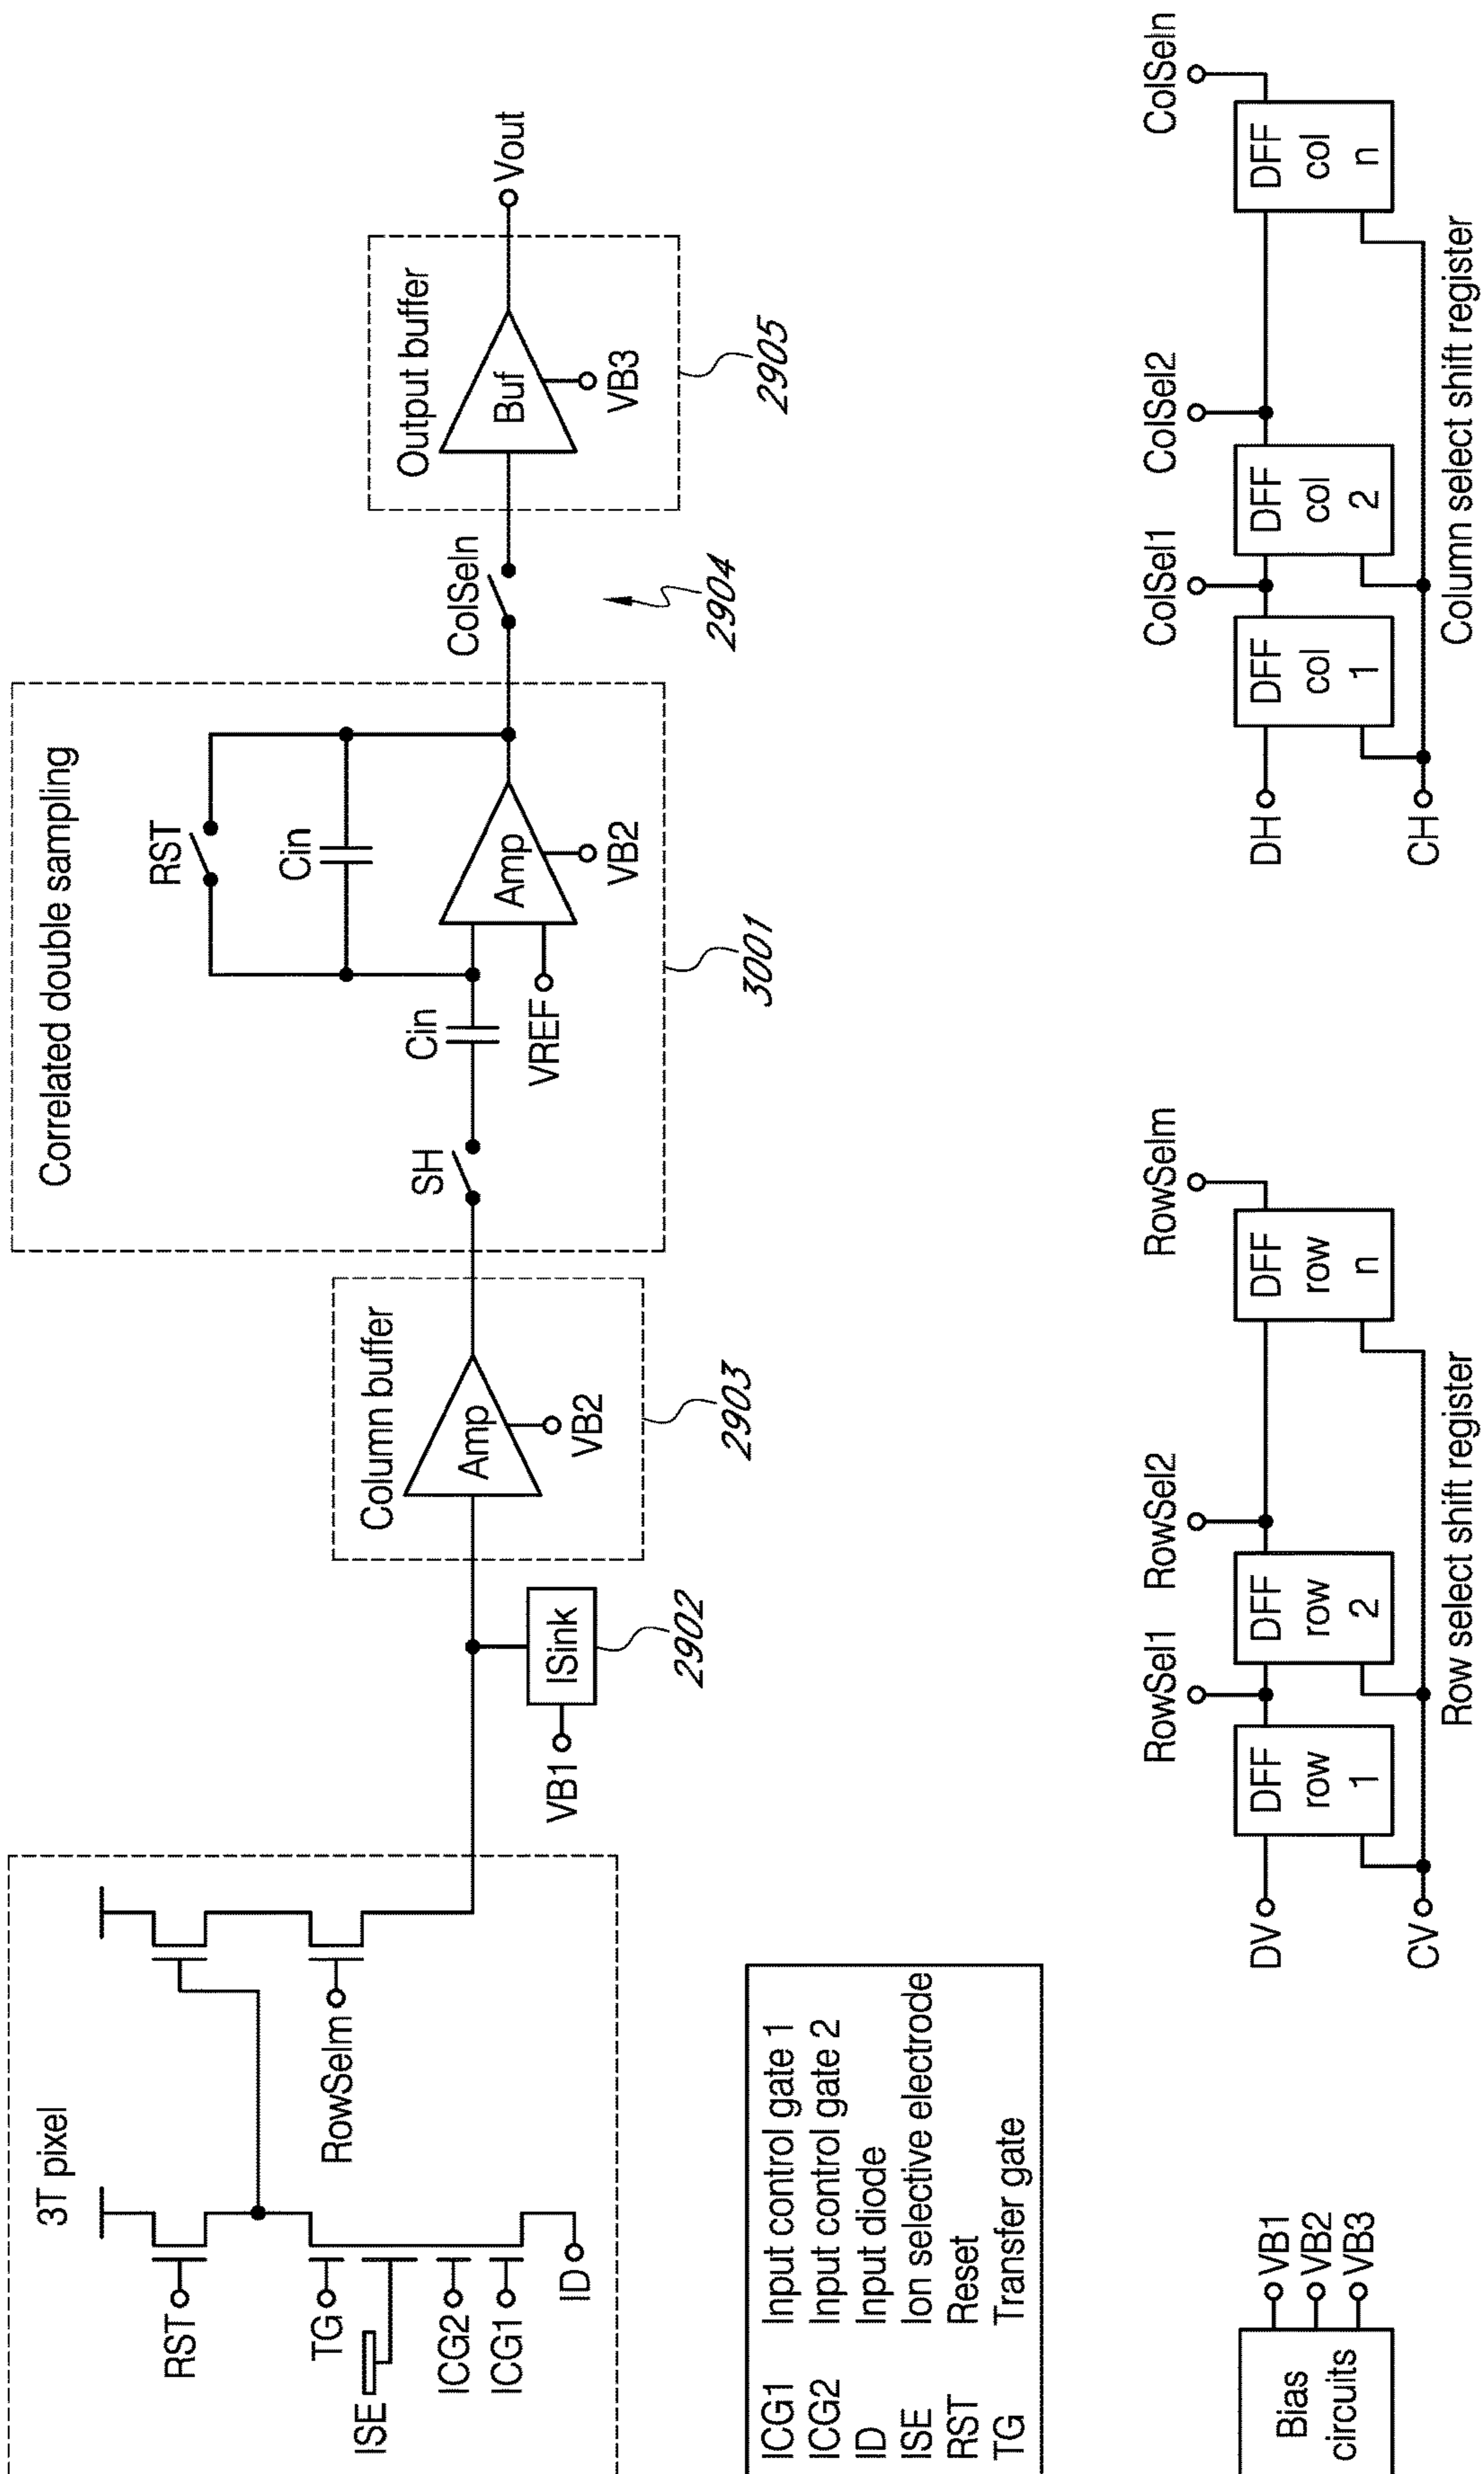 3T pixel
RST
TG
ISE
ICG2
ICG1
ID
RowSelm
VB1
ISink
2902
Column buffer
Amp
VB2
2903
Correlated double sampling
SH
Cin
VREF
RST
Cin
Amp
VB2
3001
ColSeln
2904
Output buffer
Buf
VB3
2905
Vout
ICG1 Input control gate 1
ICG2 Input control gate 2
ID Input diode
ISE Ion selective electrode
RST Reset
TG Transfer gate
Bias
circuits
VB1
VB2
VB3
DV
CV
RowSel1
RowSel2
RowSelm
DFF
row
1
DFF
row
2
DFF
row
n
Row select shift register
DH
CH
ColSel1
ColSel2
ColSeln
DFF
col
1
DFF
col
2
DFF
col
n
Column select shift register